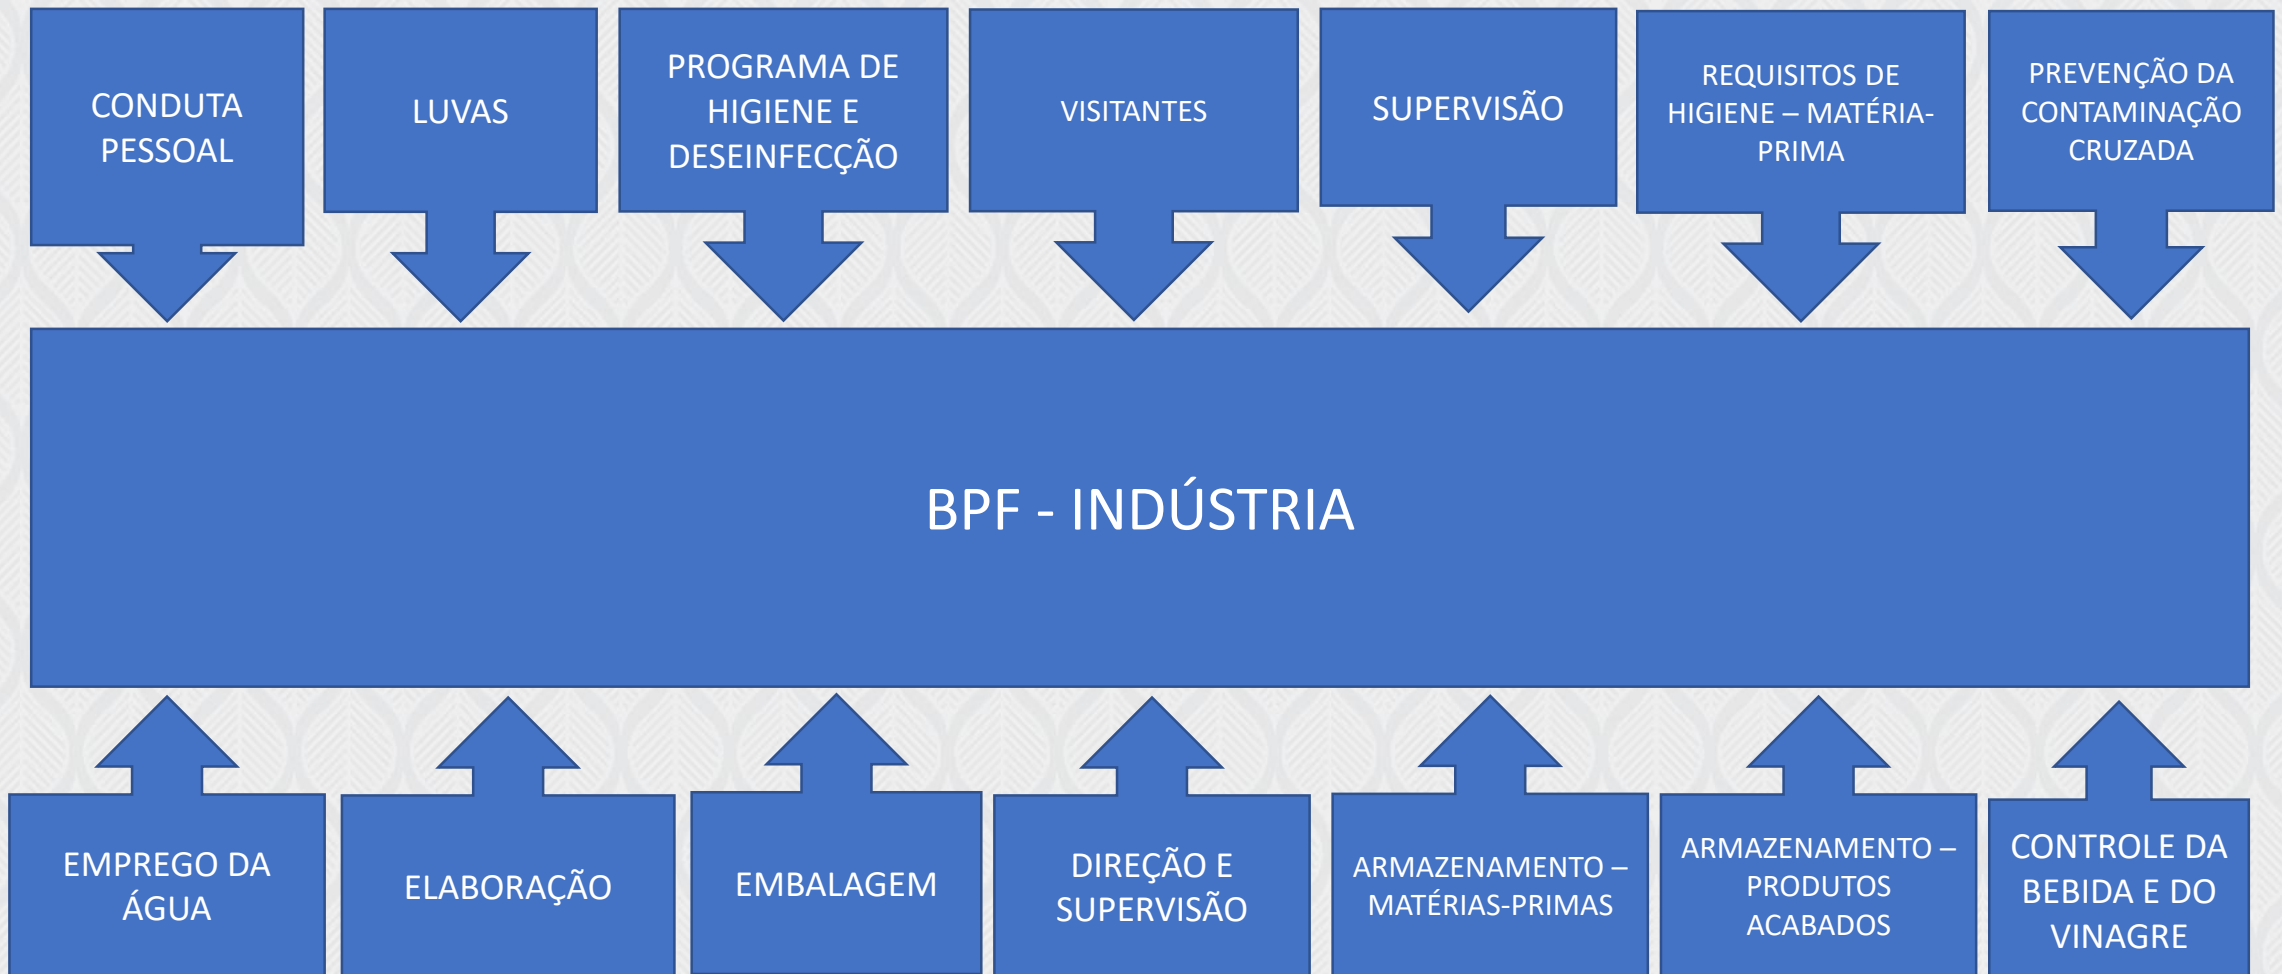 CONDUTA
PESSOAL
LUVAS
PROGRAMA DE
HIGIENE E
DESEINFECÇÃO
VISITANTES
SUPERVISÃO
REQUISITOS DE
HIGIENE – MATÉRIA-
PRIMA
PREVENÇÃO DA
CONTAMINAÇÃO
CRUZADA
BPF - INDÚSTRIA
EMPREGO DA
ÁGUA
ELABORAÇÃO
EMBALAGEM
DIREÇÃO E
SUPERVISÃO
ARMAZENAMENTO –
MATÉRIAS-PRIMAS
ARMAZENAMENTO –
PRODUTOS
ACABADOS
CONTROLE DA
BEBIDA E DO
VINAGRE